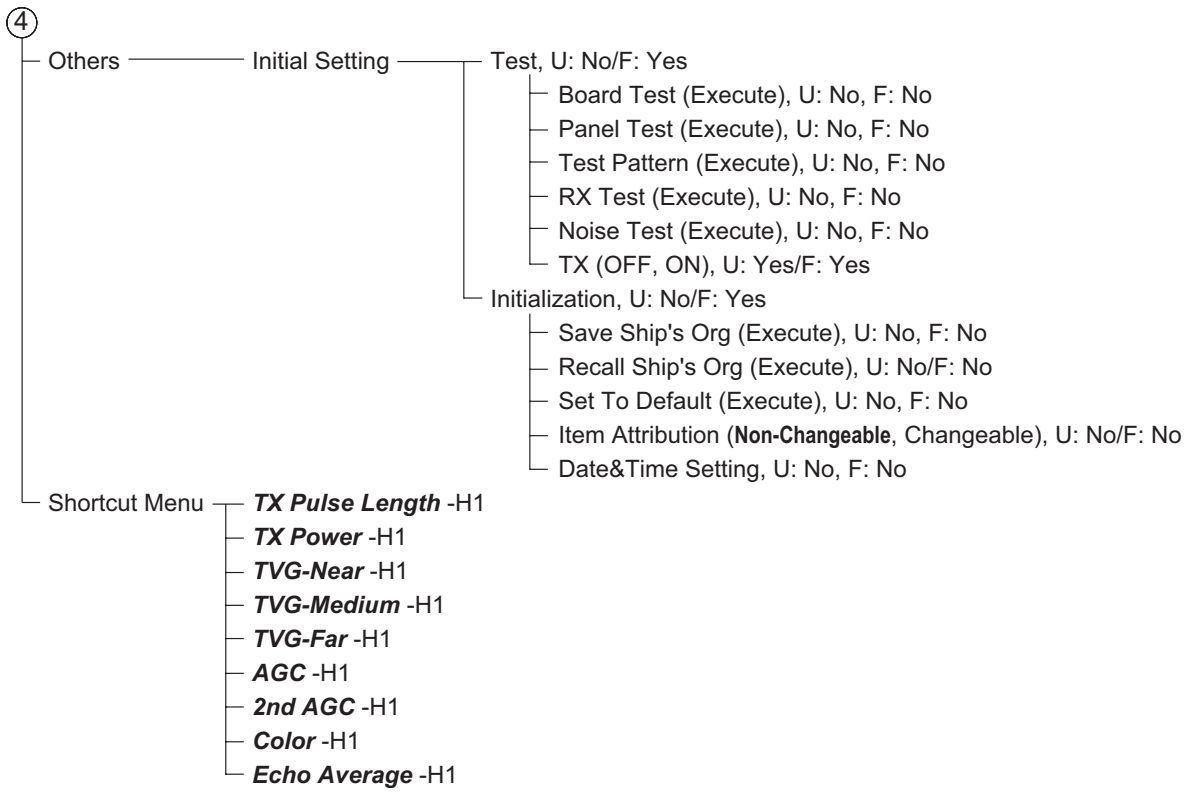 4
Others
Initial Setting
Test, U: No/F: Yes
Board Test (Execute), U: No, F: No
Panel Test (Execute), U: No, F: No
Test Pattern (Execute), U: No, F: No
RX Test (Execute), U: No, F: No
Noise Test (Execute), U: No, F: No
TX (OFF, ON), U: Yes/F: Yes
Initialization, U: No/F: Yes
Save Ship's Org (Execute), U: No, F: No
Recall Ship's Org (Execute), U: No/F: No
Set To Default (Execute), U: No, F: No
Item Attribution (Non-Changeable, Changeable), U: No/F: No
Date&Time Setting, U: No, F: No
Shortcut Menu
TX Pulse Length -H1
TX Power -H1
TVG-Near -H1
TVG-Medium -H1
TVG-Far -H1
AGC -H1
2nd AGC -H1
Color -H1
Echo Average -H1